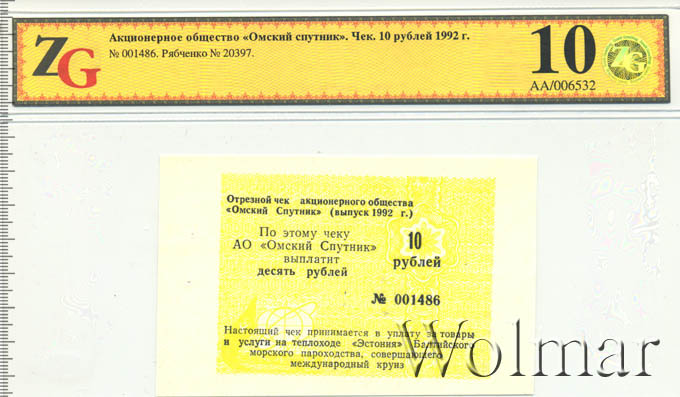 ZG
Акционерное общество «Омский спутник». Чек. 10 рублей 1992 г.
№ 001486. Рябченко № 20397.
10
ZG
АА/006532
Отрезной чек акционерного общества
«Омский Спутник» (выпуск 1992 г.)
По этому чеку
АО «Омский Спутник»
выплатит
десять рублей
10
рублей
№ 001486
Настоящий чек принимается в уплату за товары
и услуги на теплоходе «Эстония» Балтийского
морского пароходства, совершающего
международный круиз
Wolmar